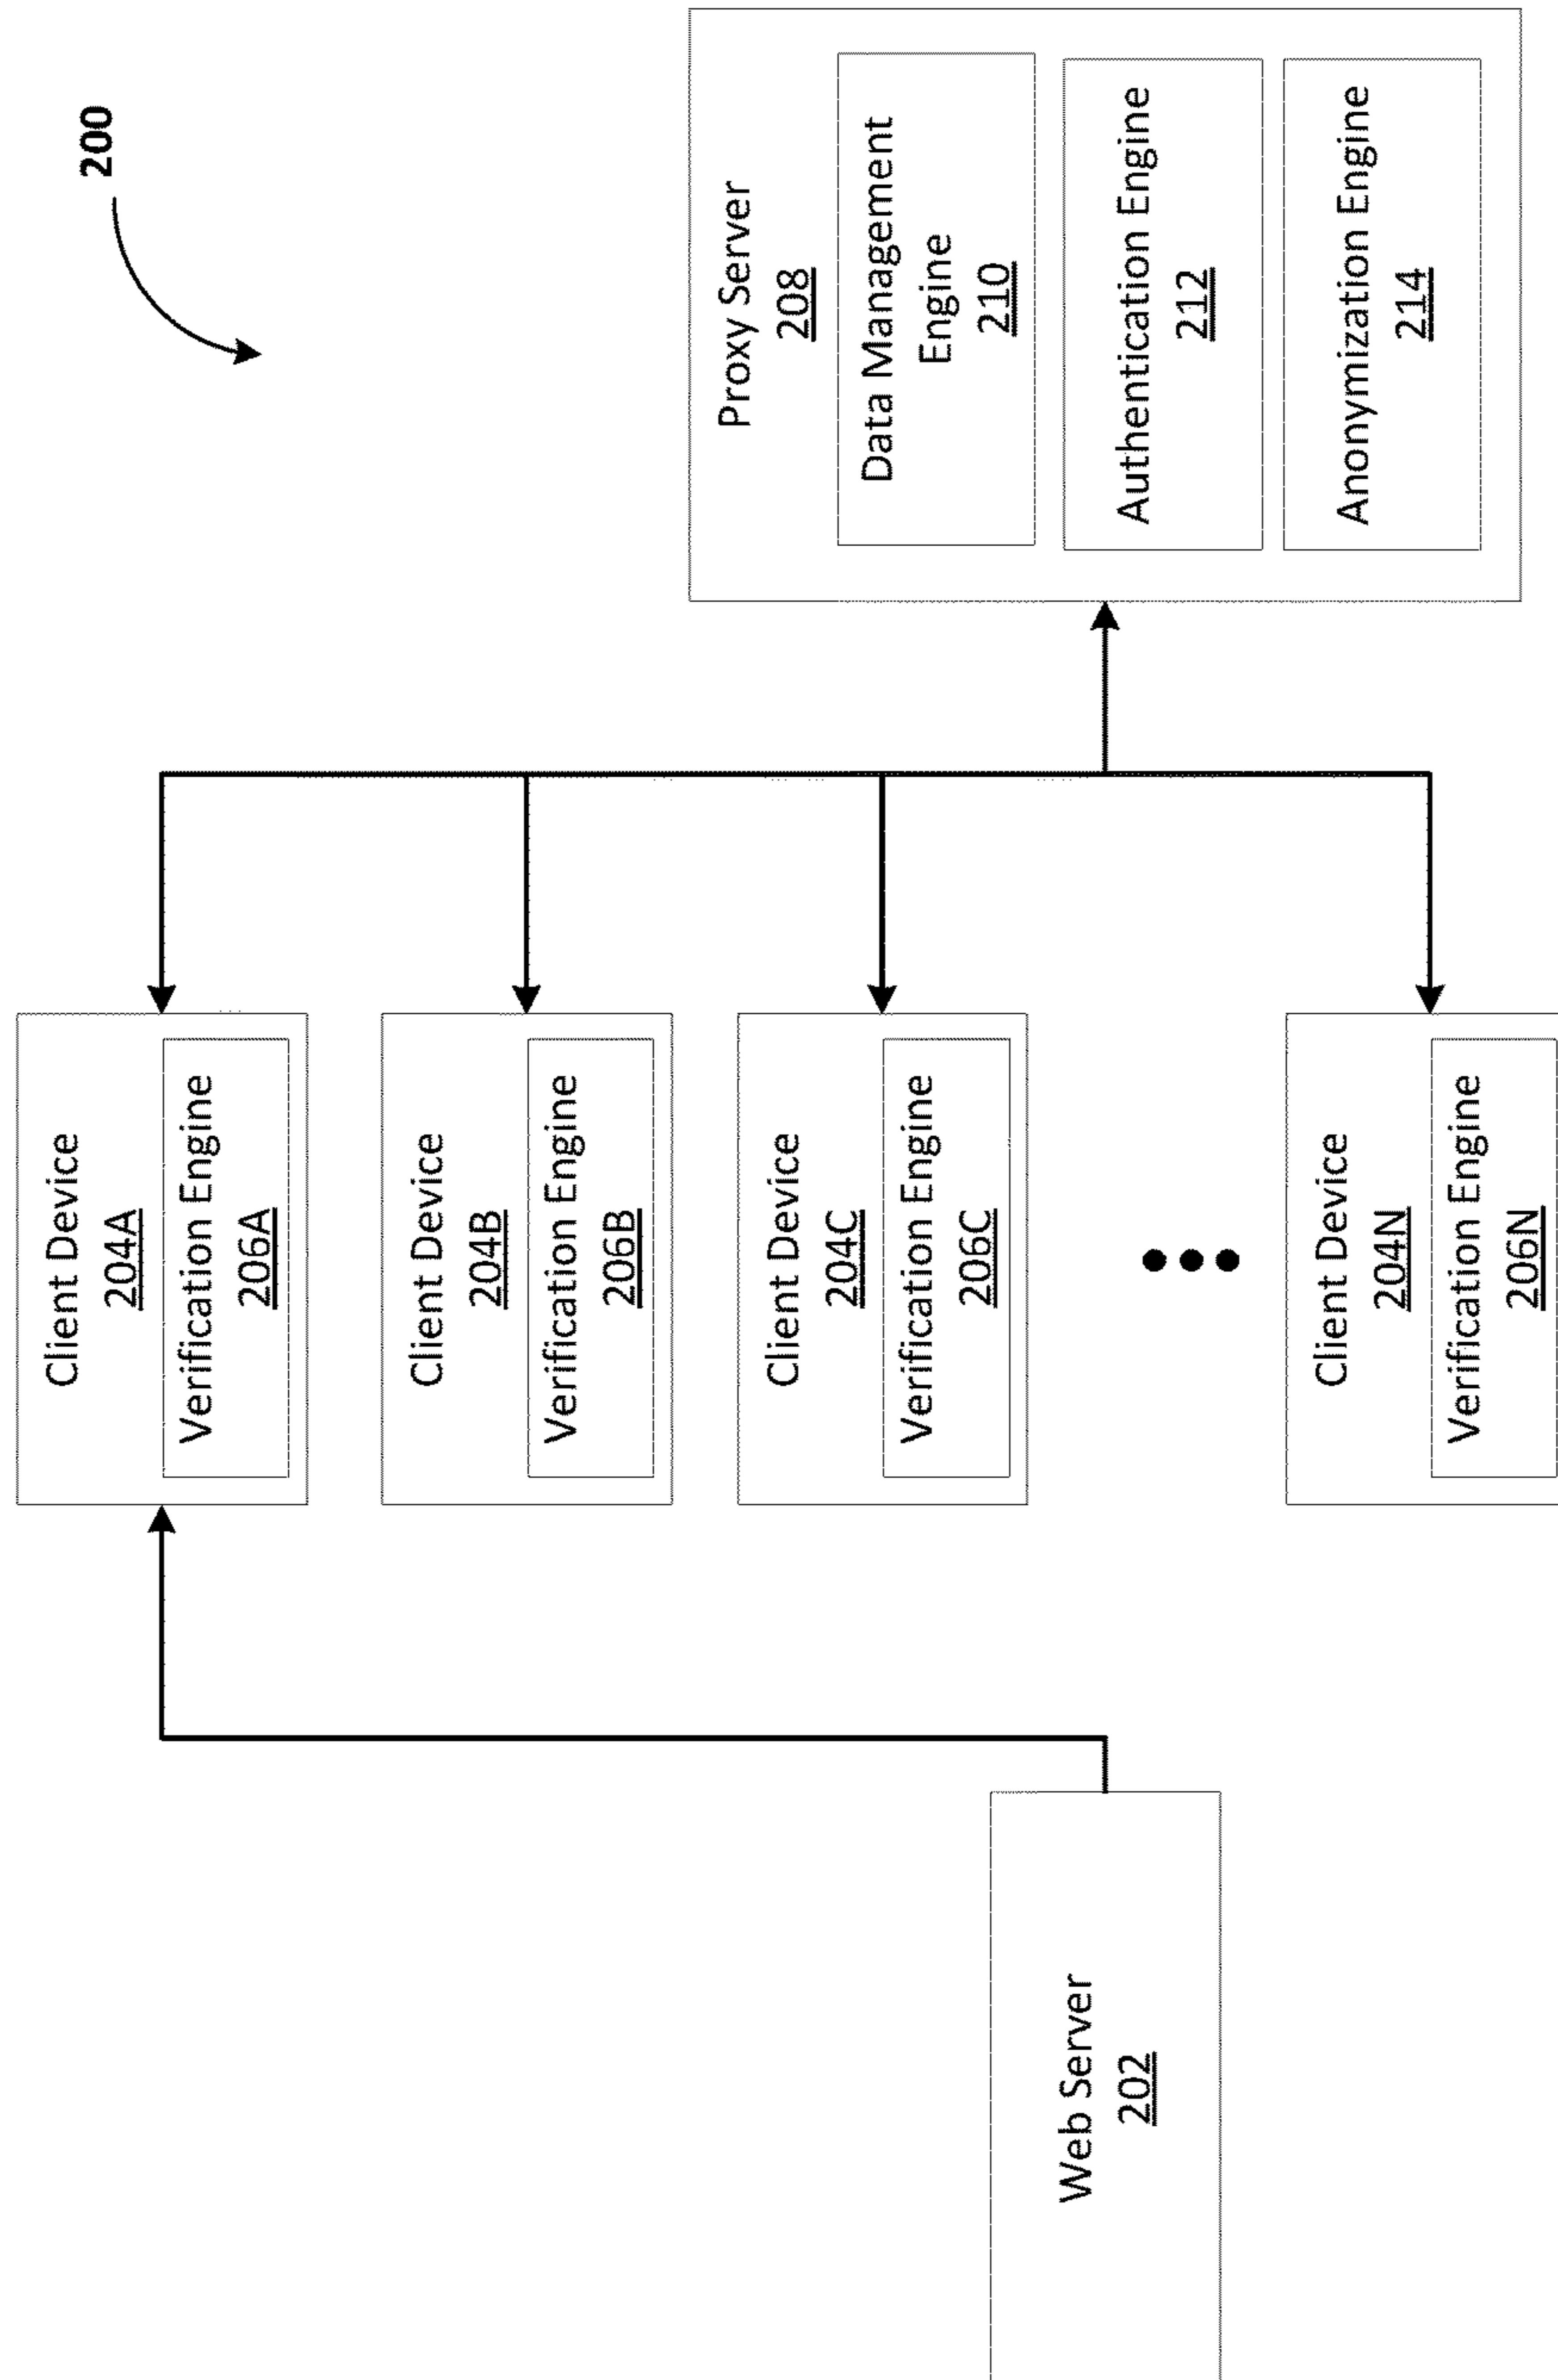 200
Web Server
202
Client Device
204A
Verification Engine
206A
Client Device
204B
Verification Engine
206B
Client Device
204C
Verification Engine
206C
Client Device
204N
Verification Engine
206N
Proxy Server
208
Data Management
Engine
210
Authentication Engine
212
Anonymization Engine
214